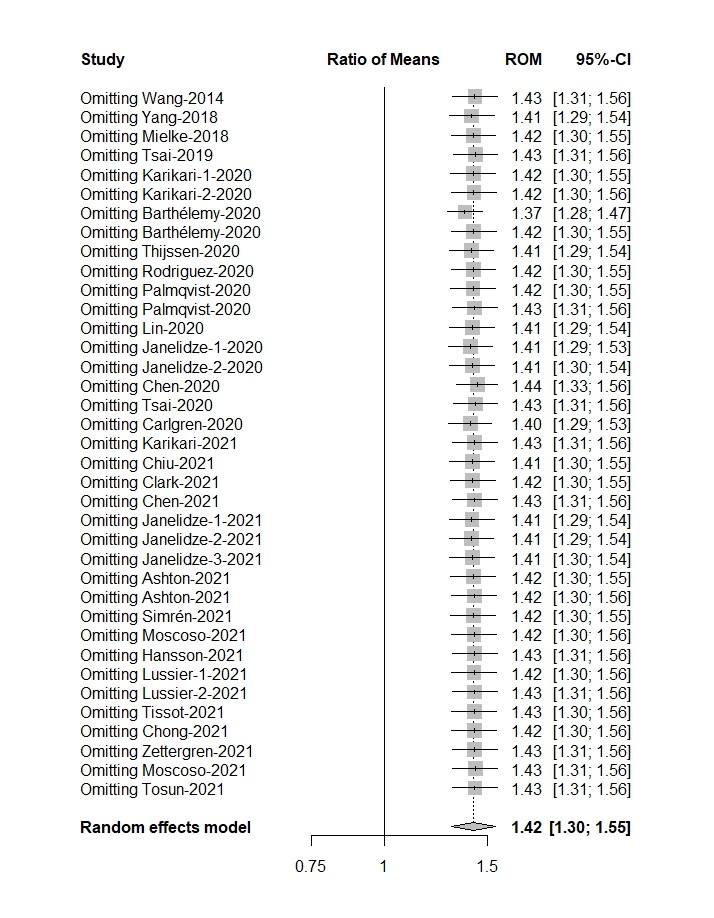 Study Ratio of Means ROM 95%-CI
Omitting Wang-2014 1.43 [1.31; 1.56]
Omitting Yang-2018 1.41 [1.29; 1.54]
Omitting Mielke-2018 1.42 [1.30; 1.55]
Omitting Tsai-2019 1.43 [1.31; 1.56]
Omitting Karikari-1-2020 1.42 [1.30; 1.55]
Omitting Karikari-2-2020 1.42 [1.30; 1.56]
Omitting Barthélemy-2020 1.37 [1.28; 1.47]
Omitting Barthélemy-2020 1.42 [1.30; 1.55]
Omitting Thijssen-2020 1.41 [1.29; 1.54]
Omitting Rodriguez-2020 1.42 [1.30; 1.55]
Omitting Palmqvist-2020 1.42 [1.30; 1.55]
Omitting Palmqvist-2020 1.43 [1.31; 1.56]
Omitting Lin-2020 1.41 [1.29; 1.54]
Omitting Janelidze-1-2020 1.41 [1.29; 1.53]
Omitting Janelidze-2-2020 1.41 [1.30; 1.54]
Omitting Chen-2020 1.44 [1.33; 1.56]
Omitting Tsai-2020 1.43 [1.31; 1.56]
Omitting Carlgren-2020 1.40 [1.29; 1.53]
Omitting Karikari-2021 1.43 [1.31; 1.56]
Omitting Chiu-2021 1.41 [1.30; 1.55]
Omitting Clark-2021 1.42 [1.30; 1.55]
Omitting Chen-2021 1.43 [1.31; 1.56]
Omitting Janelidze-1-2021 1.41 [1.29; 1.54]
Omitting Janelidze-2-2021 1.41 [1.29; 1.54]
Omitting Janelidze-3-2021 1.41 [1.30; 1.54]
Omitting Ashton-2021 1.42 [1.30; 1.55]
Omitting Ashton-2021 1.42 [1.30; 1.56]
Omitting Simrén-2021 1.42 [1.30; 1.55]
Omitting Moscoso-2021 1.42 [1.30; 1.56]
Omitting Hansson-2021 1.43 [1.31; 1.56]
Omitting Lussier-1-2021 1.42 [1.30; 1.56]
Omitting Lussier-2-2021 1.43 [1.31; 1.56]
Omitting Tissot-2021 1.43 [1.30; 1.56]
Omitting Chong-2021 1.42 [1.30; 1.56]
Omitting Zettergren-2021 1.43 [1.31; 1.56]
Omitting Moscoso-2021 1.43 [1.31; 1.56]
Omitting Tosun-2021 1.43 [1.31; 1.56]
Random effects model 1.42 [1.30; 1.55]
0.75 1 1.5